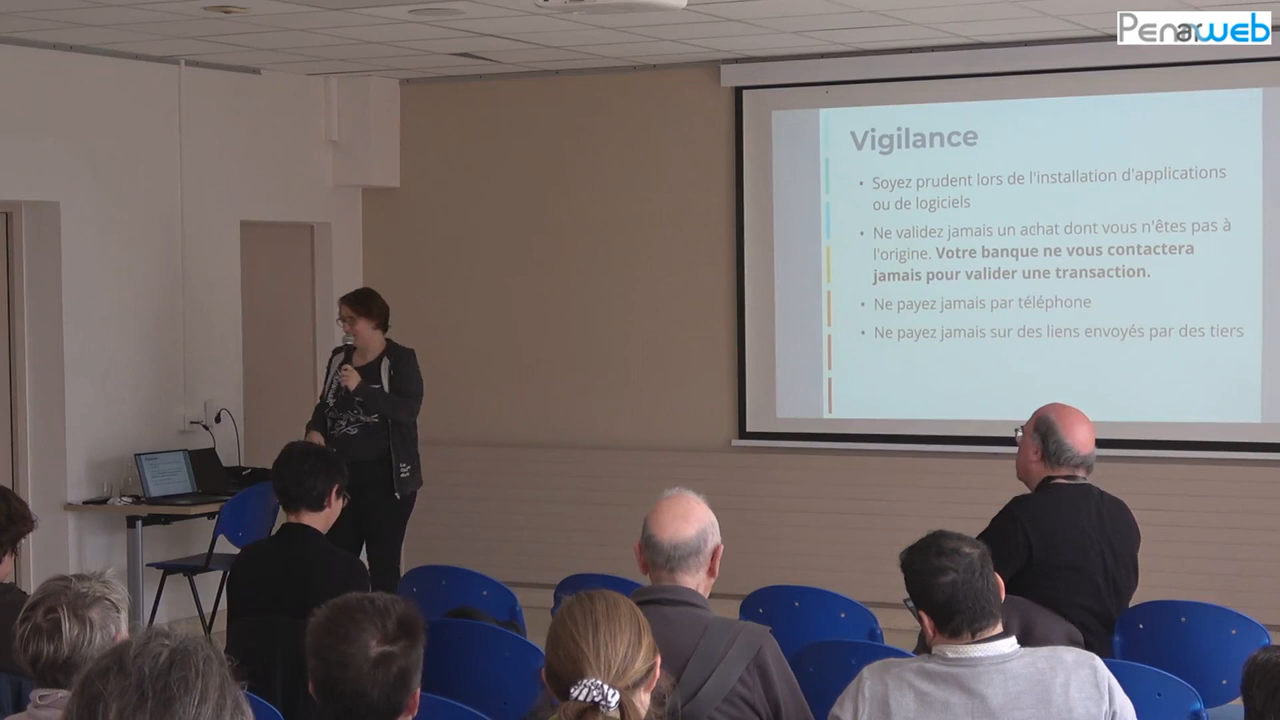 Penarweb
Vigilance
• Soyez prudent lors de l'installation d'applications
ou de logiciels
• Ne validez jamais un achat dont vous n'êtes pas à
l'origine. Votre banque ne vous contactera
jamais pour valider une transaction.
• Ne payez jamais par téléphone
• Ne payez jamais sur des liens envoyés par des tiers